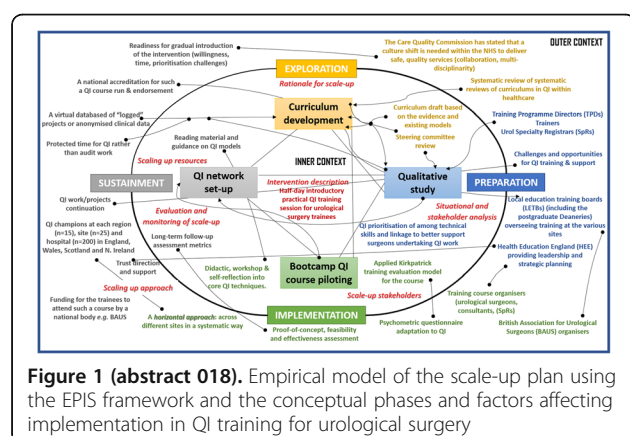 Readiness for gradual introduction
of the intervention (willingness,
time, prioritisation challenges)
The Care Quality Commission has stated that a
culture shift is needed within the NHS to deliver
safe, quality services (collaboration, multi-
disciplinarity)
OUTER CONTEXT
EXPLORATION
Rationale for scale-up
A national accreditation for such
a QI course run & endorsement
Systematic review of systematic
reviews of curriculums in QI within
healthcare
Curriculum
development
A virtual databased of "logged"
projects or anonymised clinical data
Curriculum draft based on
the evidence and
existing models
Training Programme Directors (TPDs)
Trainers
Urol Specialty Registrars (SpRs)
Protected time for QI rather
than audit work
Reading material and
guidance on QI models
Steering committee
review
Scaling up resources
INNER CONTEXT
Challenges and opportunities
for QI training & support
SUSTAINMENT
QI network
set-up
Intervention description
Half-day introductory
practical QI training
session for urological
surgery trainees
Qualitative
study
PREPARATION
QI work/projects
continuation
Evaluation and
monitoring of scale-up
Situational and
stakeholder analysis
Local education training boards
(LETBs) (including the
postgraduate Deaneries)
overseeing training at the various
sites
QI champions at each region
(n=15), site (n=25) and
hospital (n=200) in England,
Wales, Scotland and N. Ireland
QI prioritisation of among technical
skills and linkage to better support
surgeons undertaking QI work
Long-term follow-up
assessment metrics
Trust direction
and support
Bootcamp QI
course piloting
Health Education England (HEE)
providing leadership and
strategic planning
Didactic, workshop &
self-reflection into
core QI techniques.
Applied Kirkpatrick
training evaluation model
for the course
Scaling up approach
Scale-up stakeholders
Training course organisers
(urological surgeons,
consultants, (SpRs)
Funding for the trainees to
attend such a course by a
national body e.g. BAUS
A horizontal approach: across
different sites in a systematic way
IMPLEMENTATION
Proof-of-concept, feasibility
and effectiveness assessment
Psychometric questionnaire
adaptation to QI
British Association for Urological
Surgeons (BAUS) organisers
Figure 1 (abstract 018). Empirical model of the scale-up plan using
the EPIS framework and the conceptual phases and factors affecting
implementation in QI training for urological surgery